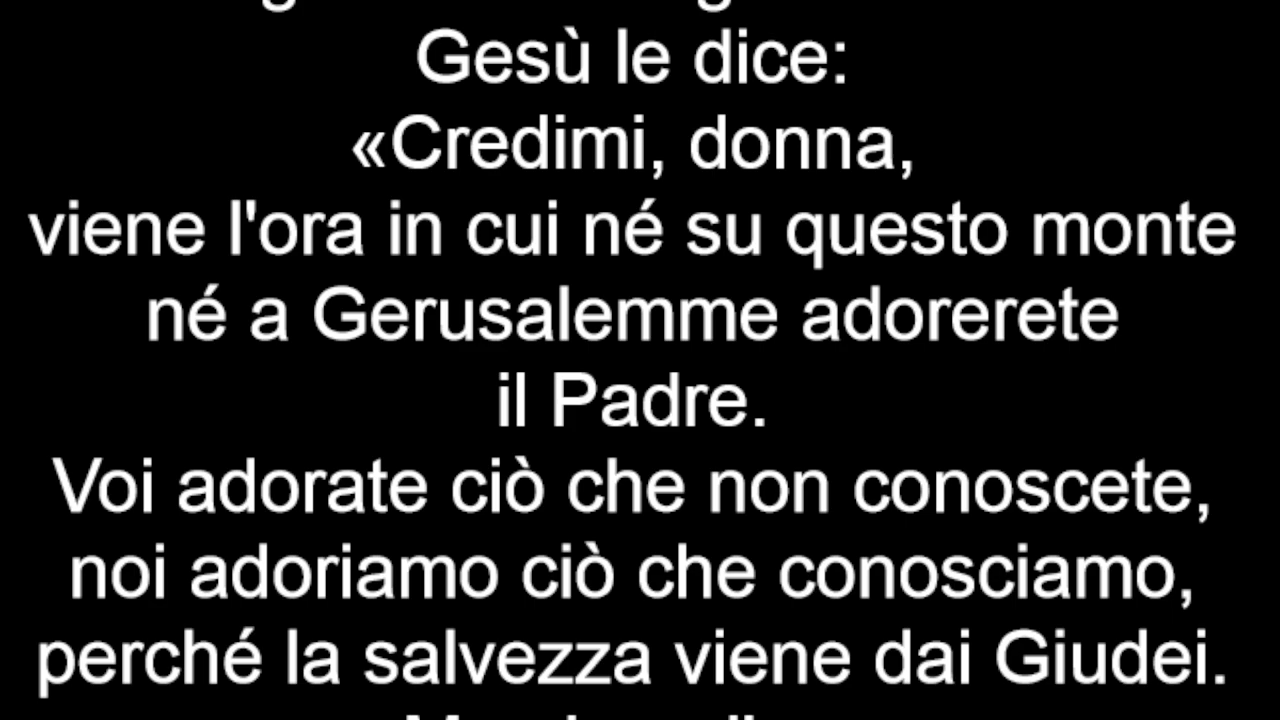 Gesù le dice:
«Credimi, donna,
viene l'ora in cui né su questo monte
né a Gerusalemme adorerete
il Padre.
Voi adorate ciò che non conoscete,
noi adoriamo ciò che conosciamo,
perché la salvezza viene dai Giudei.